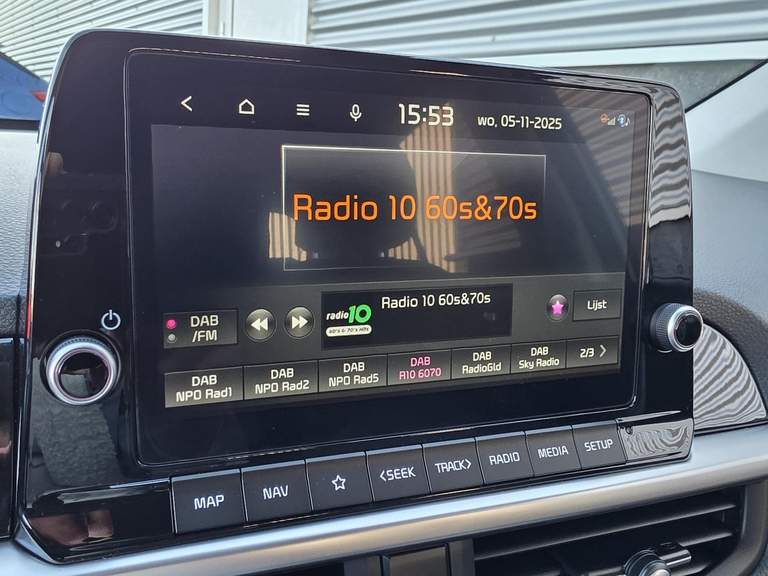 15:53 wo, 05-11-2025
Radio 10 60s&70s
DAB
/FM
radio 10
60's & 70's Hits
Radio 10 60s&70s
Lijst
DAB
NPO Rad1
DAB
NPO Rad2
DAB
NPO Rad5
DAB
R10 6070
DAB
RadioGld
DAB
Sky Radio
2/3 >
MAP NAV <SEEK TRACK> RADIO MEDIA SETUP